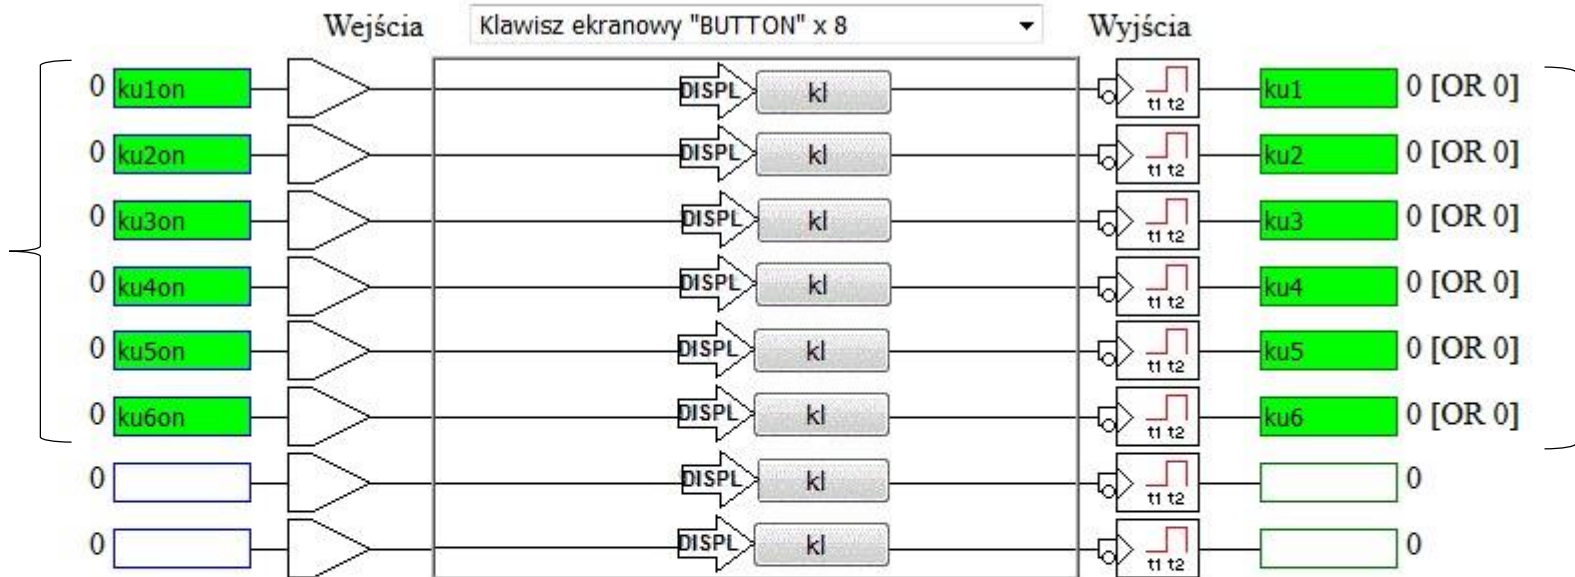 Wejścia Klawisz ekranowy "BUTTON" x 8 Wyjścia
0 ku1on DISPL kl t1 t2 ku1 0 [OR 0]
0 ku2on DISPL kl t1 t2 ku2 0 [OR 0]
0 ku3on DISPL kl t1 t2 ku3 0 [OR 0]
0 ku4on DISPL kl t1 t2 ku4 0 [OR 0]
0 ku5on DISPL kl t1 t2 ku5 0 [OR 0]
0 ku6on DISPL kl t1 t2 ku6 0 [OR 0]
0 DISPL kl t1 t2 0
0 DISPL kl t1 t2 0